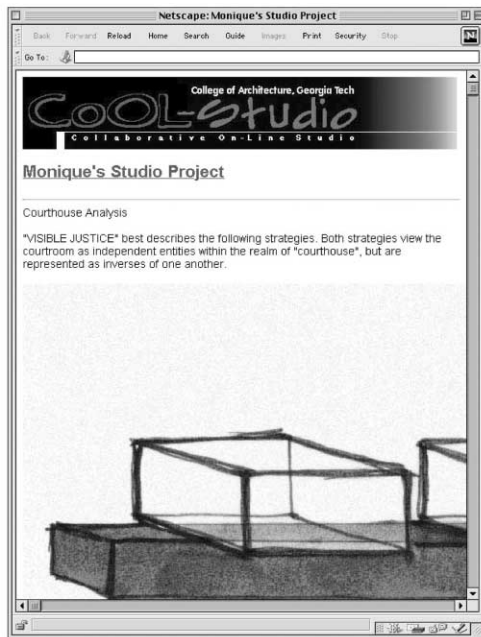 Netscape: Monique's Studio Project
Back Forward Reload Home Search Guide Images Print Security Stop
N
Go To:
College of Architecture, Georgia Tech
CoOL-Studio
Collaborative On-Line Studio
Monique's Studio Project
Courthouse Analysis
"VISIBLE JUSTICE" best describes the following strategies. Both strategies view the
courtroom as independent entities within the realm of "courthouse", but are
represented as inverses of one another.